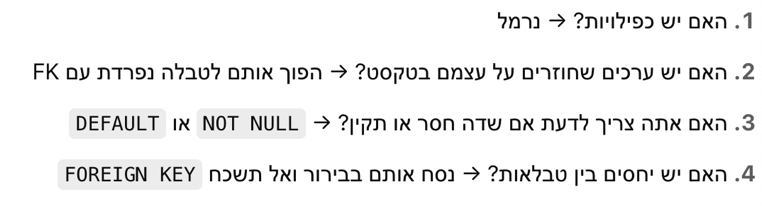 1. האם יש כפילויות? → נרמל
2. האם יש ערכים שחוזרים על עצמם בטקסט? → הפוך אותם לטבלה נפרדת עם FK
3. האם אתה צריך לדעת אם שדה חסר או תקין? → NOT NULL או DEFAULT
4. האם יש יחסים בין טבלאות? → נסח אותם בבירור ואל תשכח FOREIGN KEY